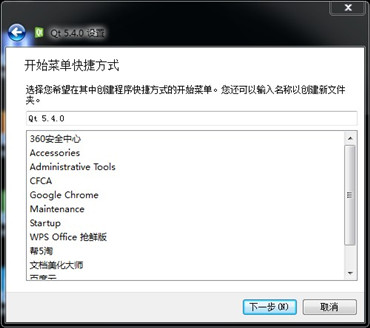 Qt 5.4.0 设置
开始菜单快捷方式
选择您希望在其中创建程序快捷方式的开始菜单。您还可以输入名称以创建新文件
夹。
Qt 5.4.0
360安全中心
Accessories
Administrative Tools
CFCA
Google Chrome
Maintenance
Startup
WPS Office 抢鲜版
帮5淘
文档美化大师
百度云
下一步(N)
取消